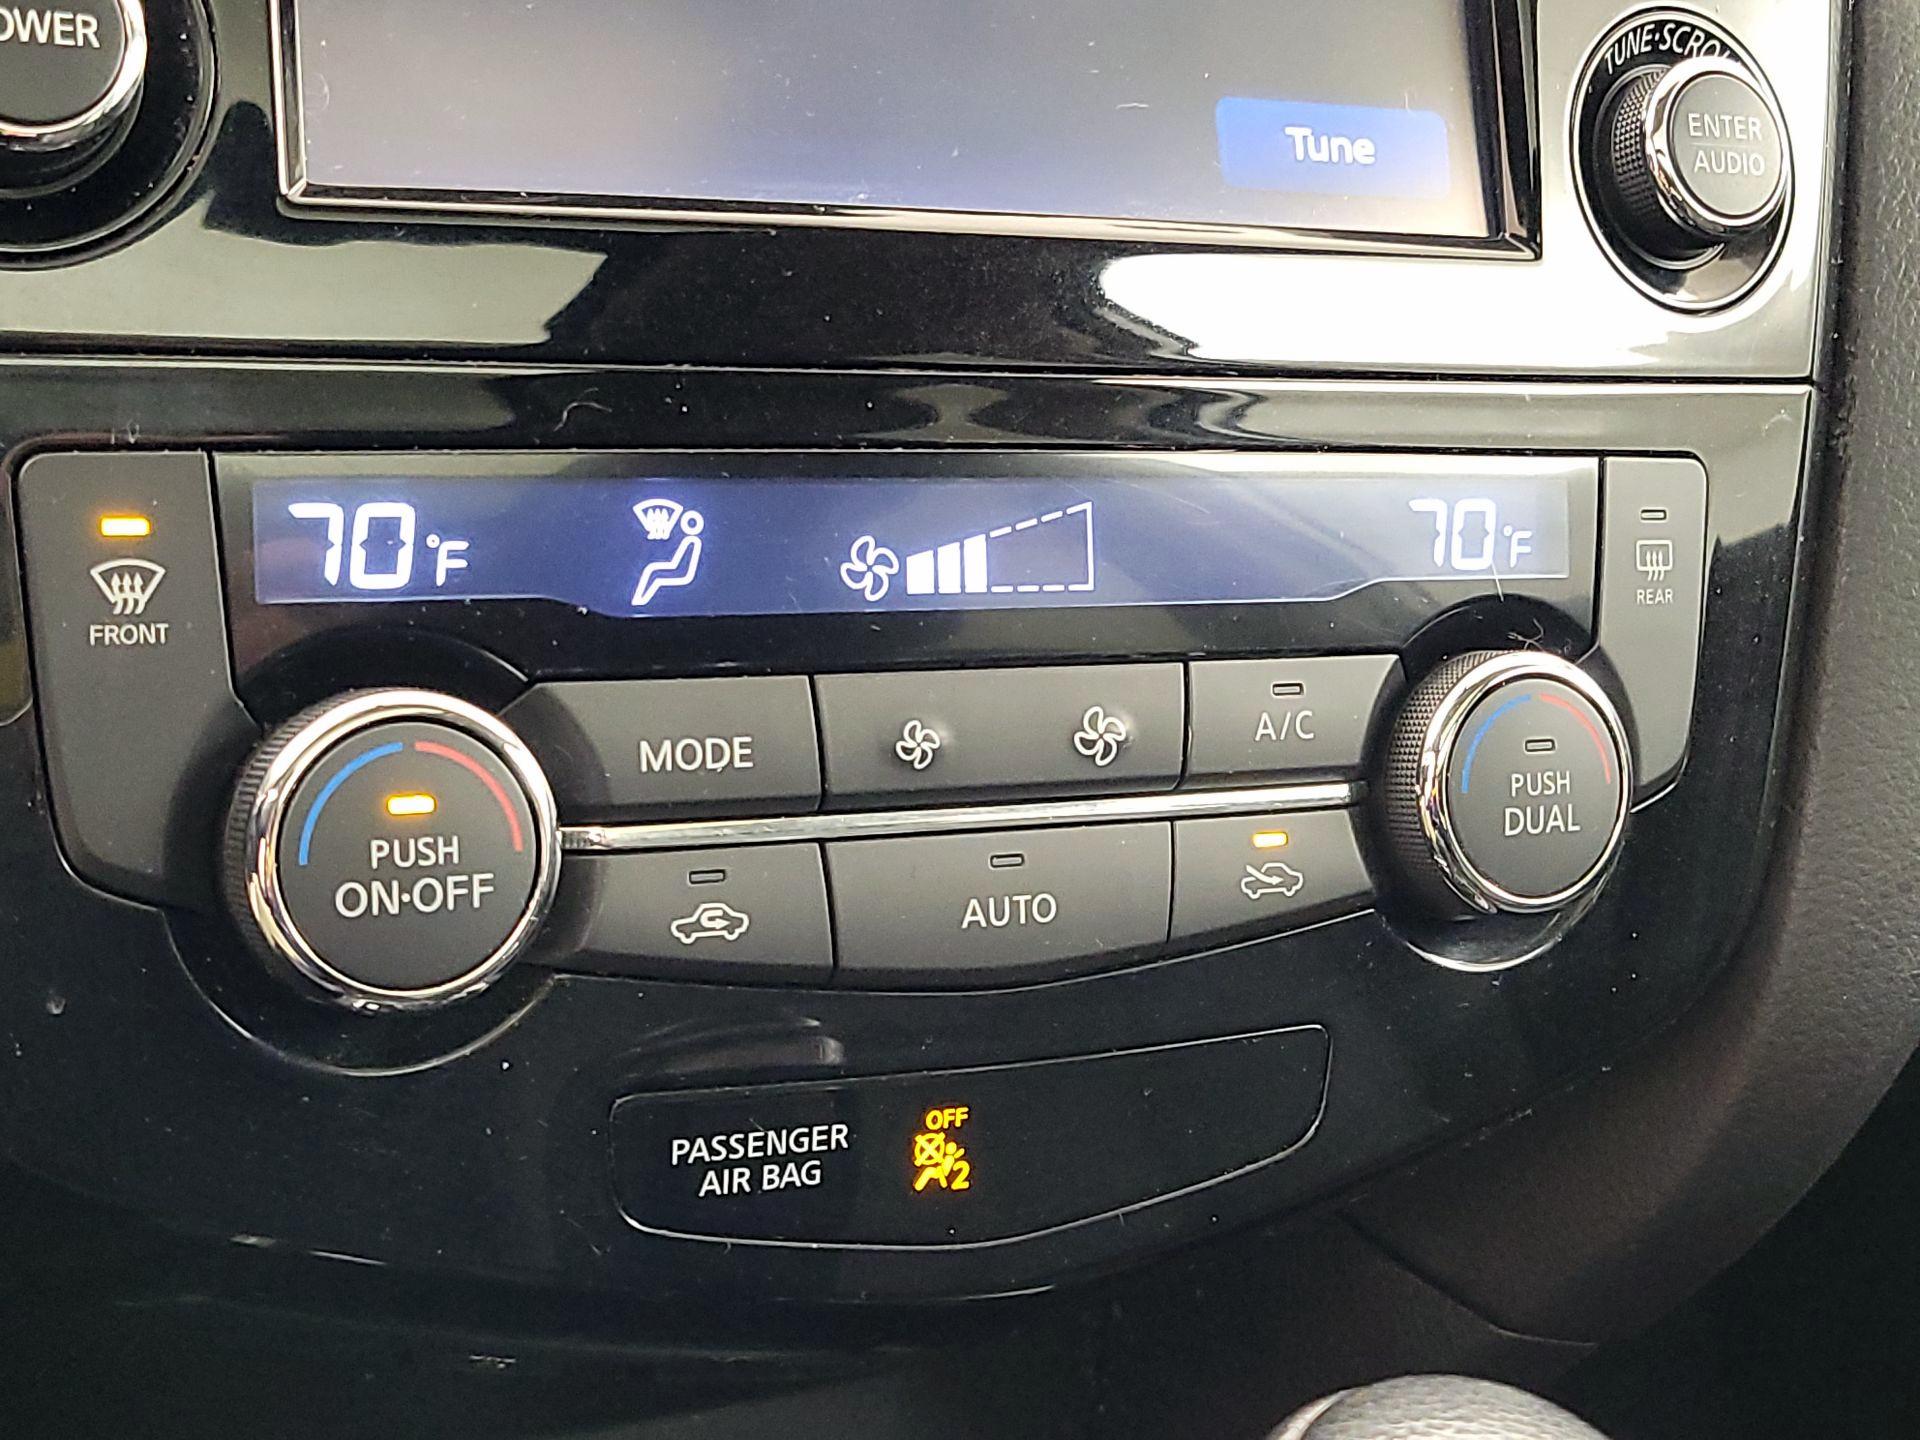 OWER
TUNE·SCROLL
Tune
ENTER
AUDIO
70°F
70°F
FRONT
REAR
MODE
A/C
PUSH
ON·OFF
PUSH
DUAL
AUTO
PASSENGER
AIR BAG
OFF
2